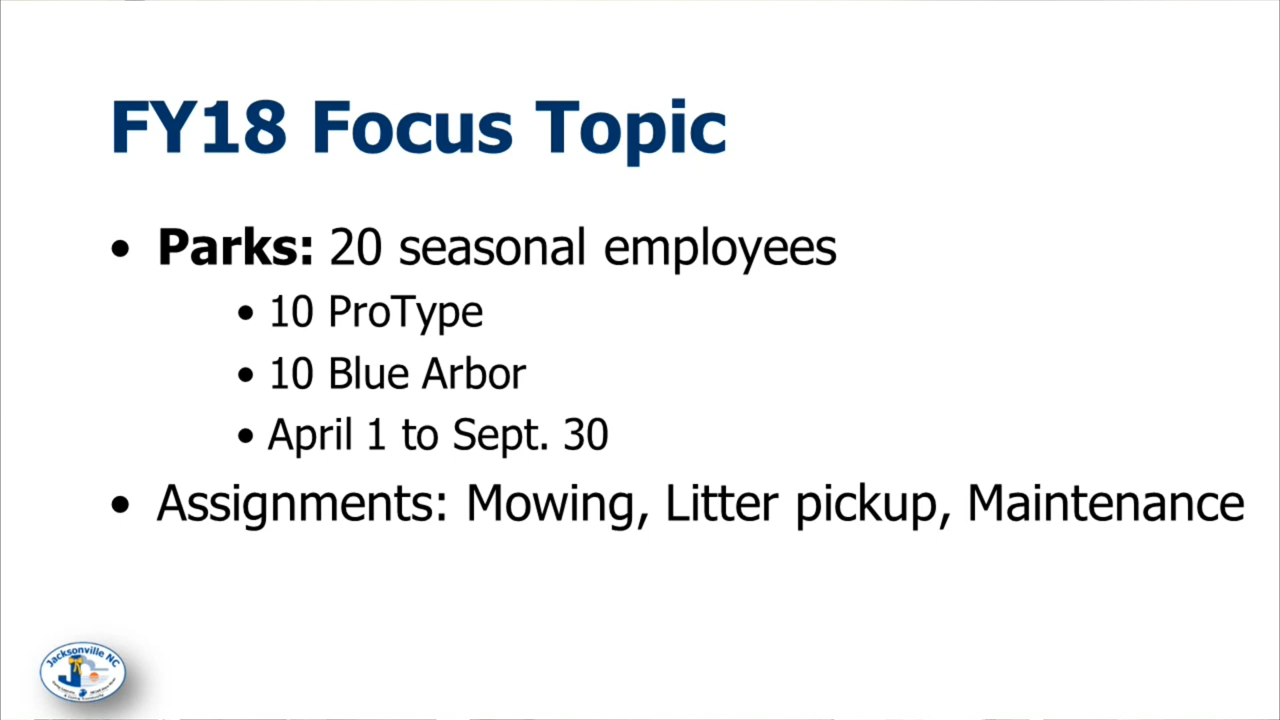 FY18 Focus Topic
• Parks: 20 seasonal employees
• 10 ProType
• 10 Blue Arbor
• April 1 to Sept. 30
• Assignments: Mowing, Litter pickup, Maintenance
Jacksonville NC